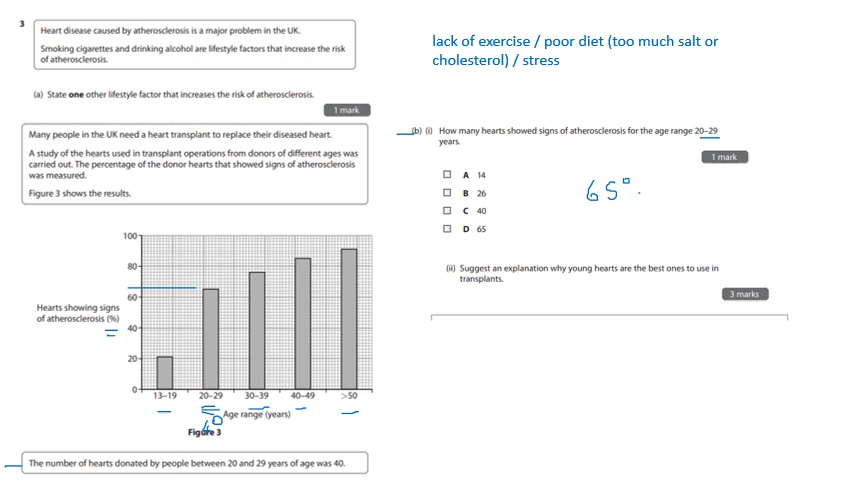 3
Heart disease caused by atherosclerosis is a major problem in the UK.
Smoking cigarettes and drinking alcohol are lifestyle factors that increase the risk
of atherosclerosis.
(a) State one other lifestyle factor that increases the risk of atherosclerosis.
1 mark
Many people in the UK need a heart transplant to replace their diseased heart.
A study of the hearts used in transplant operations from donors of different ages was
carried out. The percentage of the donor hearts that showed signs of atherosclerosis
was measured.
Figure 3 shows the results.
100
80
60
40
20
0
Hearts showing signs
of atherosclerosis (%)
13–19 20–29 30–39 40–49 >50
Age range (years)
40
Figure 3
The number of hearts donated by people between 20 and 29 years of age was 40.
lack of exercise / poor diet (too much salt or
cholesterol) / stress
(b) (i) How many hearts showed signs of atherosclerosis for the age range 20–29
years.
1 mark
A 14
B 26
C 40
D 65
65
(ii) Suggest an explanation why young hearts are the best ones to use in
transplants.
3 marks